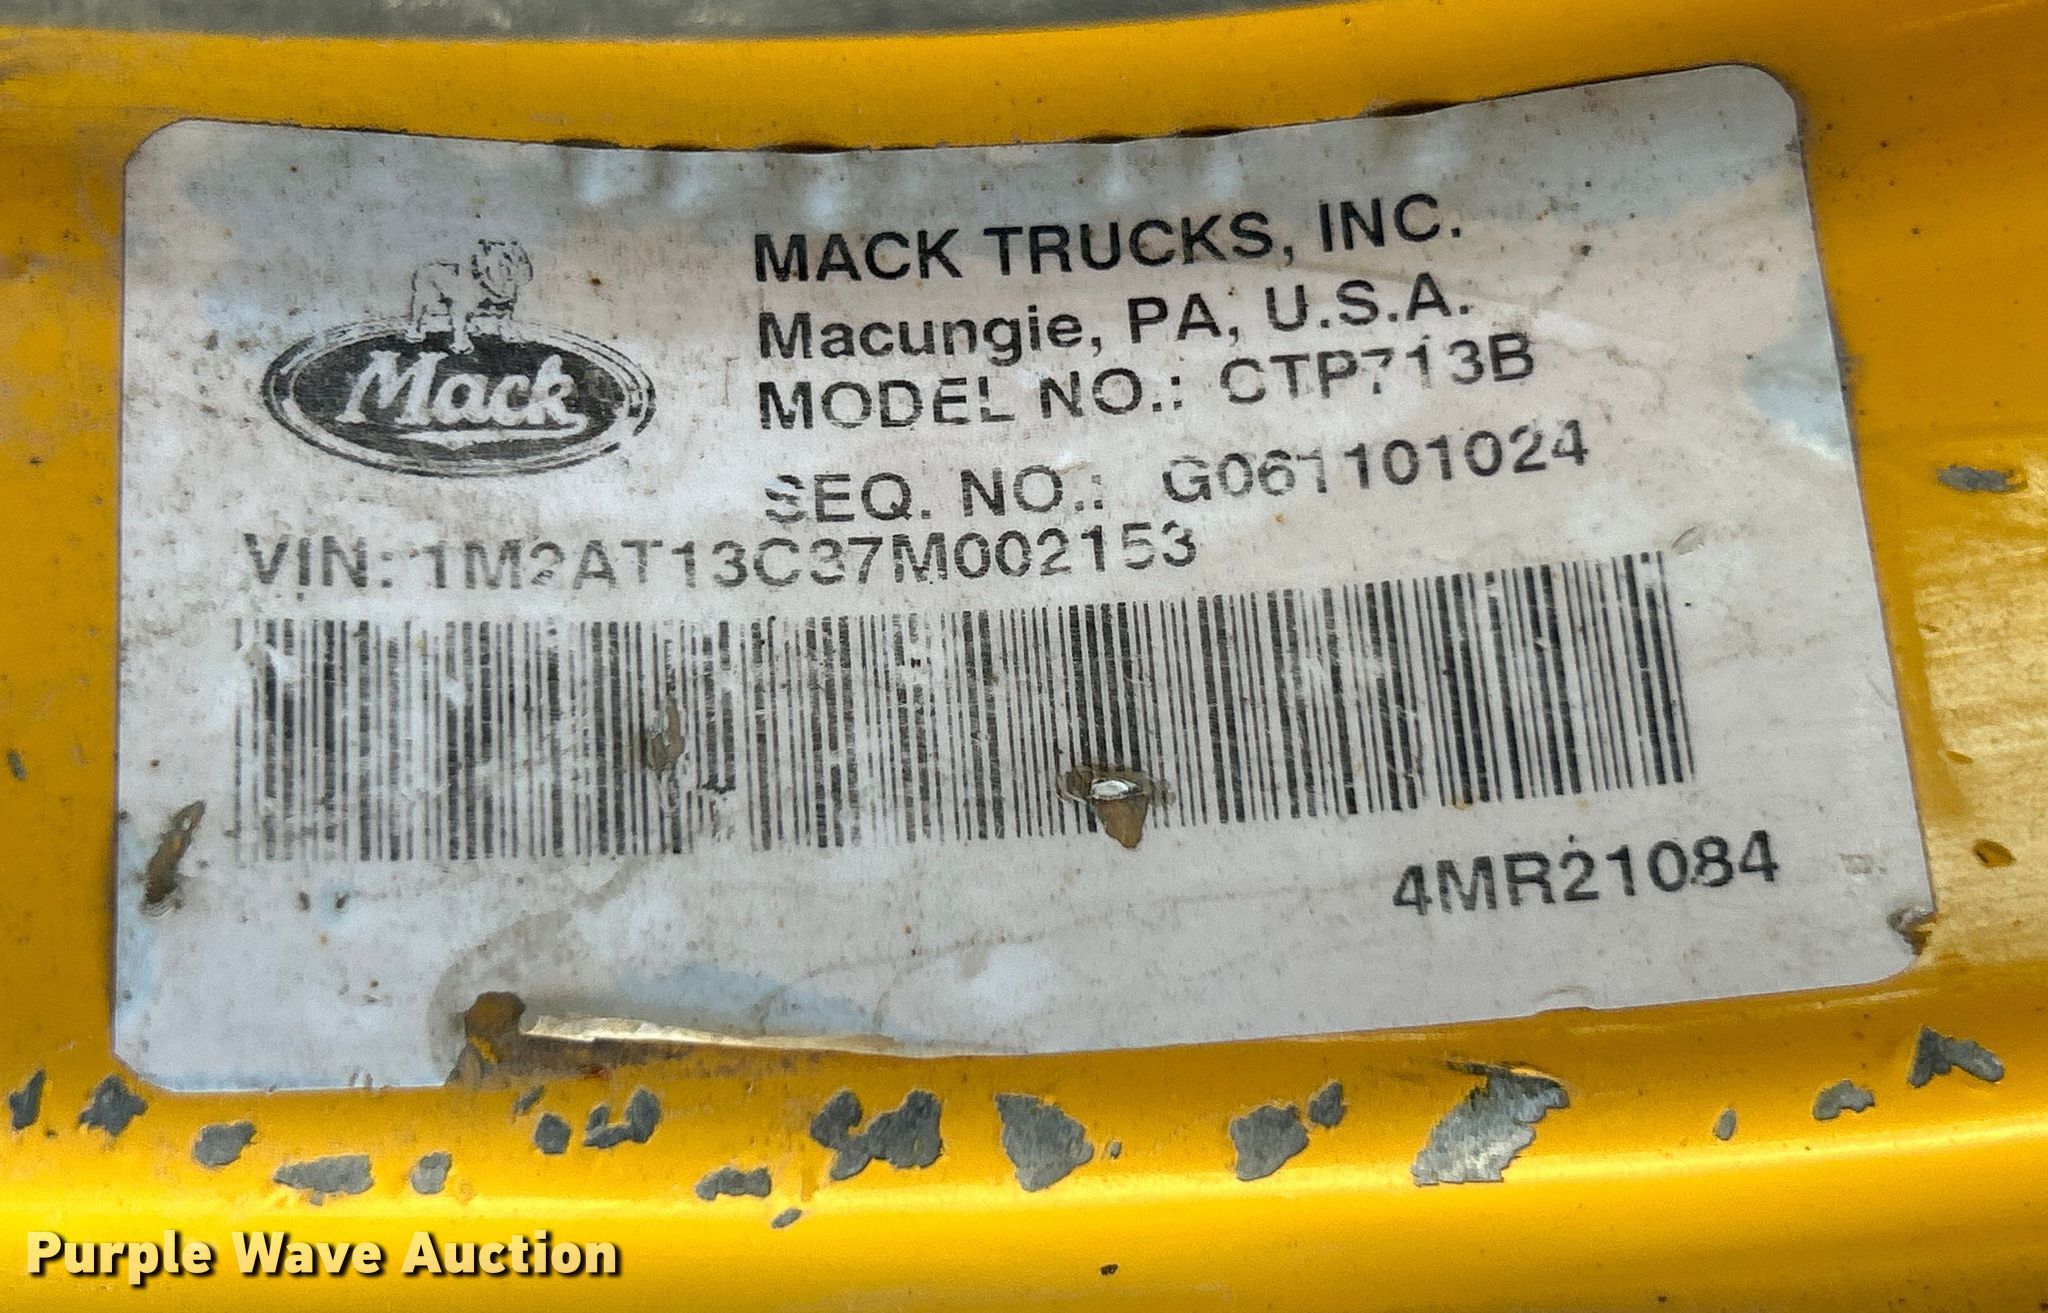 Mack
MACK TRUCKS, INC.
Macungie, PA, U.S.A.
MODEL NO.: CTP713B
SEQ. NO.: G061101024
VIN: 1M2AT13C37M002153
4MR21084
Purple Wave Auction